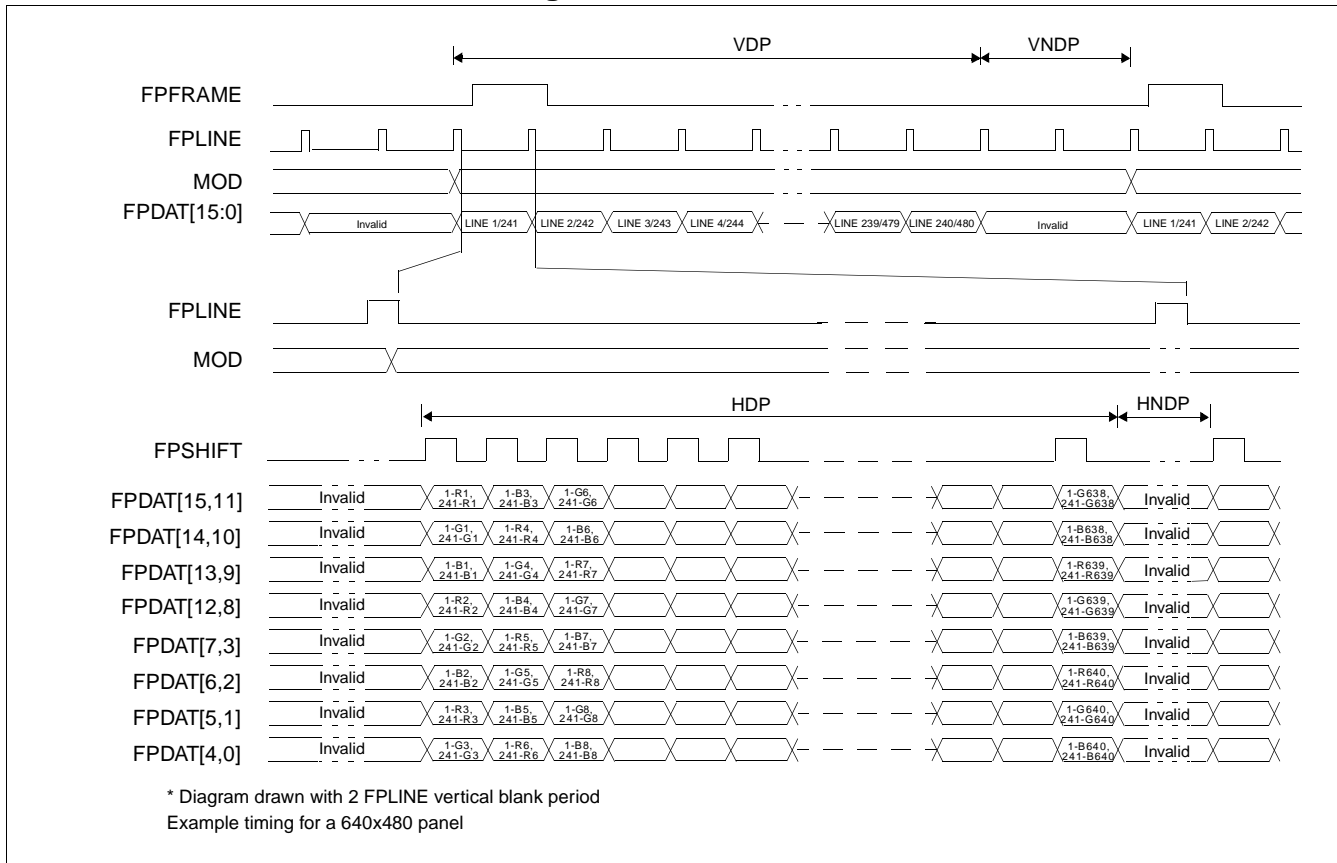 VDP VNDP
FPFRAME
FPLINE
MOD
FPDAT[15:0] Invalid LINE 1/241 LINE 2/242 LINE 3/243 LINE 4/244 LINE 239/479 LINE 240/480 Invalid LINE 1/241 LINE 2/242
FPLINE
MOD
HDP HNDP
FPSHIFT
FPDAT[15,11] Invalid 1-R1, 241-R1 1-B3, 241-B3 1-G6, 241-G6 1-G638, 241-G638 Invalid
FPDAT[14,10] Invalid 1-G1, 241-G1 1-R4, 241-R4 1-B6, 241-B6 1-B638, 241-B638 Invalid
FPDAT[13,9] Invalid 1-B1, 241-B1 1-G4, 241-G4 1-R7, 241-R7 1-R639, 241-R639 Invalid
FPDAT[12,8] Invalid 1-R2, 241-R2 1-B4, 241-B4 1-G7, 241-G7 1-G639, 241-G639 Invalid
FPDAT[7,3] Invalid 1-G2, 241-G2 1-R5, 241-R5 1-B7, 241-B7 1-B639, 241-B639 Invalid
FPDAT[6,2] Invalid 1-B2, 241-B2 1-G5, 241-G5 1-R8, 241-R8 1-R640, 241-R640 Invalid
FPDAT[5,1] Invalid 1-R3, 241-R3 1-B5, 241-B5 1-G8, 241-G8 1-G640, 241-G640 Invalid
FPDAT[4,0] Invalid 1-G3, 241-G3 1-R6, 241-R6 1-B8, 241-B8 1-B640, 241-B640 Invalid
* Diagram drawn with 2 FPLINE vertical blank period
Example timing for a 640x480 panel